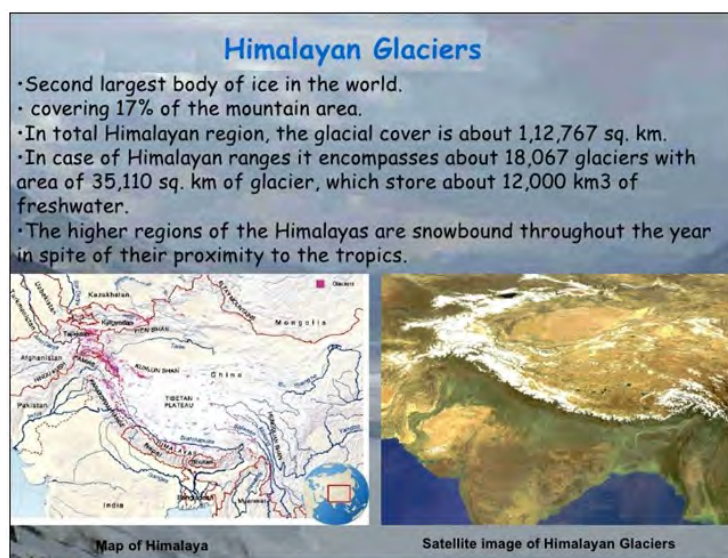 Himalayan Glaciers
•Second largest body of ice in the world.
• covering 17% of the mountain area.
•In total Himalayan region, the glacial cover is about 1,12,767 sq. km.
•In case of Himalayan ranges it encompasses about 18,067 glaciers with
area of 35,110 sq. km of glacier, which store about 12,000 km3 of
freshwater.
•The higher regions of the Himalayas are snowbound throughout the year
in spite of their proximity to the tropics.
Glaciers
Kazakhstan
Mongolia
Afghanistan
KUNLUN SHAN
China
TIBETAN
PLATEAU
Pakistan
Nepal
India
Map of Himalaya
Satellite image of Himalayan Glaciers